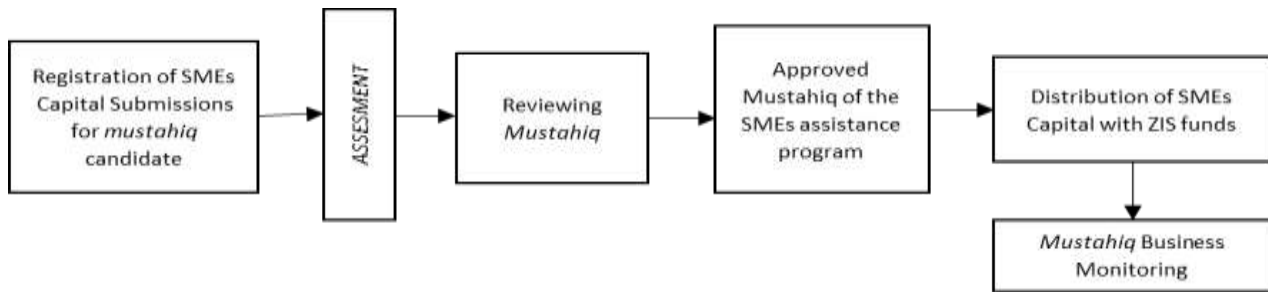 Registration of SMEs
Capital Submissions
for mustahiq
candidate
ASSESMENT
Reviewing
Mustahiq
Approved
Mustahiq of the
SMEs assistance
program
Distribution of SMEs
Capital with ZIS funds
Mustahiq Business
Monitoring